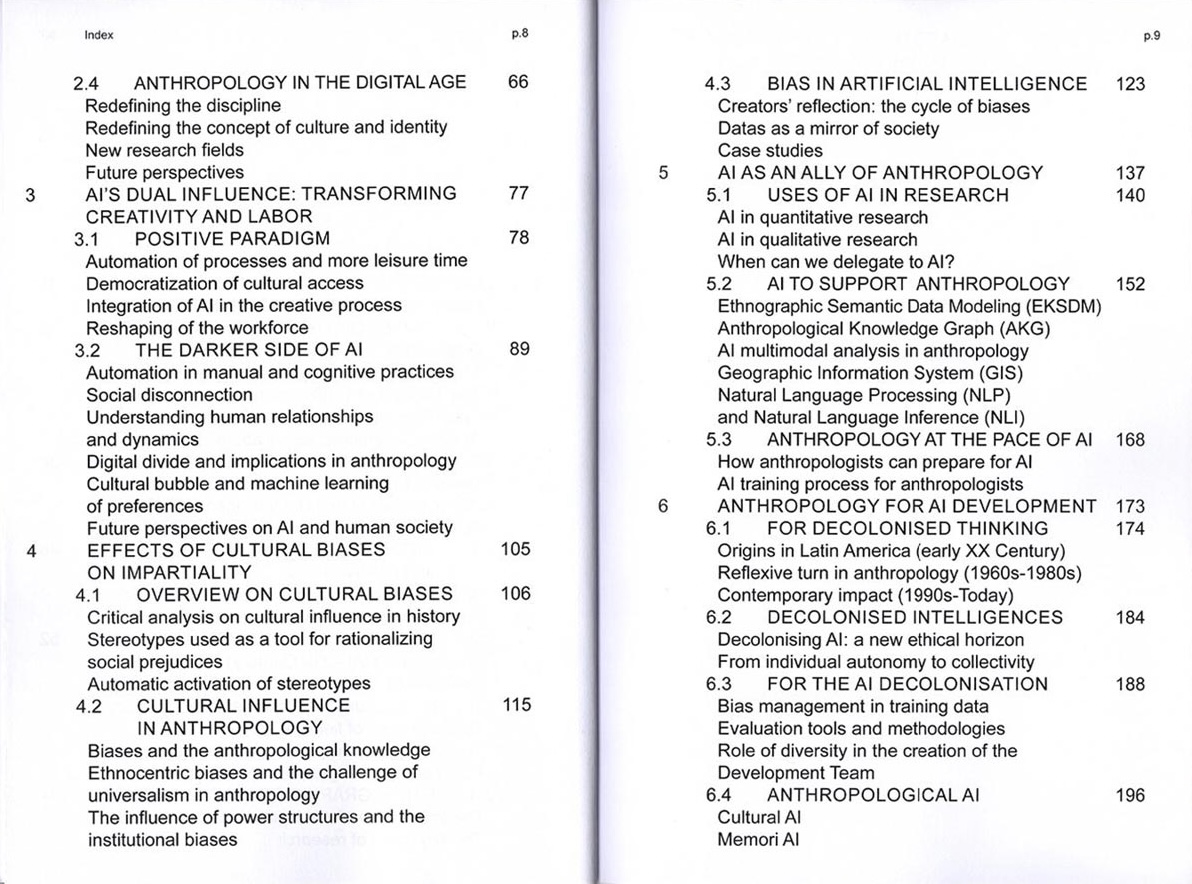 Index p.8
2.4 ANTHROPOLOGY IN THE DIGITAL AGE 66
Redefining the discipline
Redefining the concept of culture and identity
New research fields
Future perspectives
3 AI'S DUAL INFLUENCE: TRANSFORMING 77
CREATIVITY AND LABOR
3.1 POSITIVE PARADIGM 78
Automation of processes and more leisure time
Democratization of cultural access
Integration of AI in the creative process
Reshaping of the workforce
3.2 THE DARKER SIDE OF AI 89
Automation in manual and cognitive practices
Social disconnection
Understanding human relationships
and dynamics
Digital divide and implications in anthropology
Cultural bubble and machine learning
of preferences
Future perspectives on AI and human society
4 EFFECTS OF CULTURAL BIASES 105
ON IMPARTIALITY
4.1 OVERVIEW ON CULTURAL BIASES 106
Critical analysis on cultural influence in history
Stereotypes used as a tool for rationalizing
social prejudices
Automatic activation of stereotypes
4.2 CULTURAL INFLUENCE 115
IN ANTHROPOLOGY
Biases and the anthropological knowledge
Ethnocentric biases and the challenge of
universalism in anthropology
The influence of power structures and the
institutional biases
p.9
4.3 BIAS IN ARTIFICIAL INTELLIGENCE 123
Creators' reflection: the cycle of biases
Datas as a mirror of society
Case studies
5 AI AS AN ALLY OF ANTHROPOLOGY 137
5.1 USES OF AI IN RESEARCH 140
AI in quantitative research
AI in qualitative research
When can we delegate to AI?
5.2 AI TO SUPPORT ANTHROPOLOGY 152
Ethnographic Semantic Data Modeling (EKSDM)
Anthropological Knowledge Graph (AKG)
AI multimodal analysis in anthropology
Geographic Information System (GIS)
Natural Language Processing (NLP)
and Natural Language Inference (NLI)
5.3 ANTHROPOLOGY AT THE PACE OF AI 168
How anthropologists can prepare for AI
AI training process for anthropologists
6 ANTHROPOLOGY FOR AI DEVELOPMENT 173
6.1 FOR DECOLONISED THINKING 174
Origins in Latin America (early XX Century)
Reflexive turn in anthropology (1960s-1980s)
Contemporary impact (1990s-Today)
6.2 DECOLONISED INTELLIGENCES 184
Decolonising AI: a new ethical horizon
From individual autonomy to collectivity
6.3 FOR THE AI DECOLONISATION 188
Bias management in training data
Evaluation tools and methodologies
Role of diversity in the creation of the
Development Team
6.4 ANTHROPOLOGICAL AI 196
Cultural AI
Memori AI